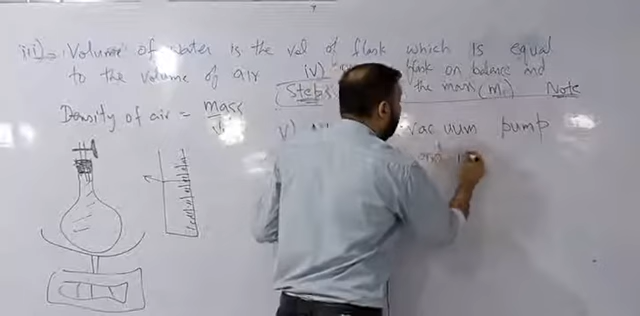 iii)= Volume of water is the vol of flask which is equal
to the volume of air
Density of air = mass
iv)
flask on balance and
(Steps
the mass (m1) Note
v)
vacuum pump